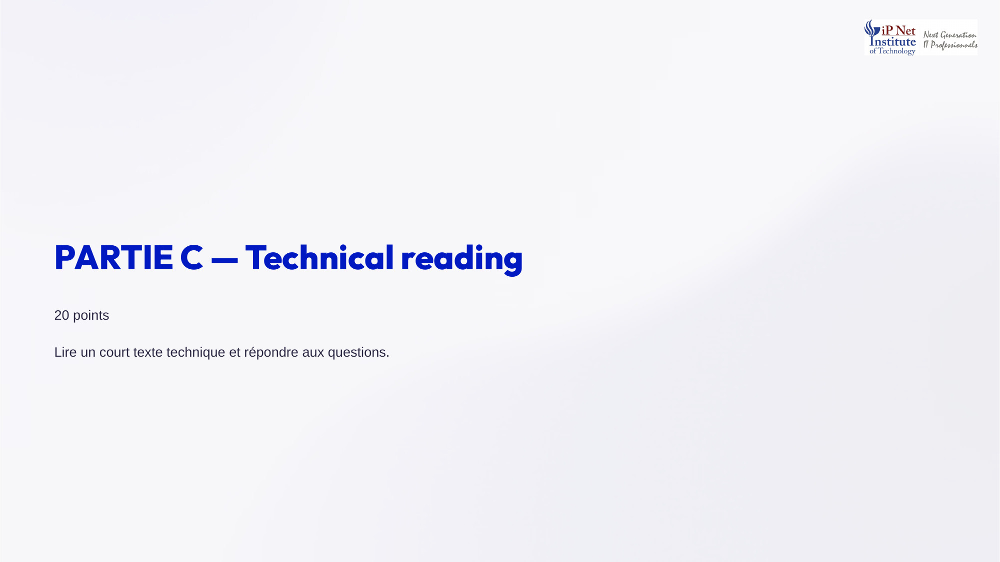 iP Net
Institute
of Technology
Next Generation
IT Professionnels
PARTIE C — Technical reading
20 points
Lire un court texte technique et répondre aux questions.